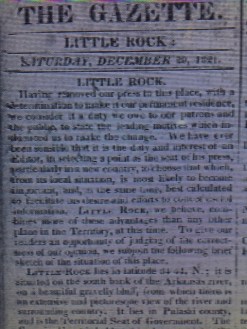 THE GAZETTE.
LITTLE ROCK:
SATURDAY, DECEMBER 29, 1821.
LITTLE ROCK.
Having removed our press to this place, with a
determination to make it our permanent residence,
we consider it a duty we owe to our patrons and
the public, to state the leading motives which in-
duced us to make the change. We have ever
been sensible that it is the duty and interest of an
Editor, in selecting a point as the seat of his press,
particularly in a new country, to choose that which,
from its local situation, is most likely to become
and, at the same time, best calculated
to facilitate his
information. LITTLE ROCK, we believe, com-
bines more of these advantages than any other
place in the Territory, at this time. To give our
readers an opportunity of judging of the correct-
ness of our opinion, we subjoin the following brief
sketch of the situation of this place.
LITTLE ROCK lies in latitude 34 N.; it is
situated on the south bank of the Arkansas river,
on a beautiful gravelly bluff, from whence there is
an extensive and picturesque view of the river and
surrounding country. It lies in Pulaski county,
and is the Territorial Seat of Government. The